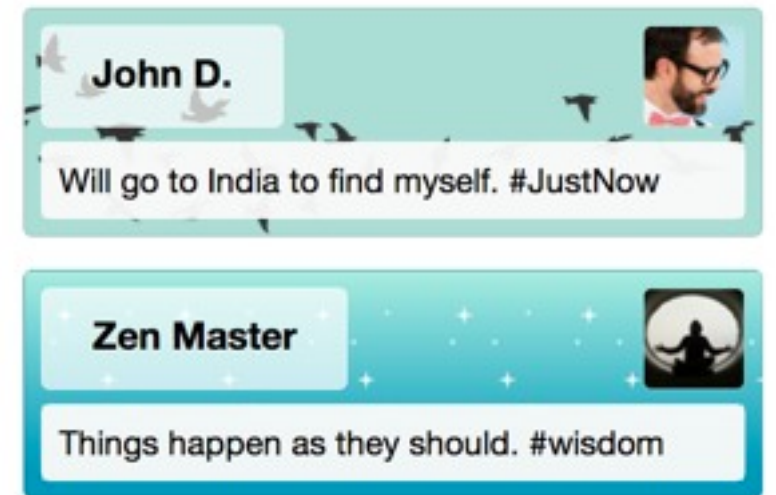 John D.
Will go to India to find myself. #JustNow
Zen Master
Things happen as they should. #wisdom